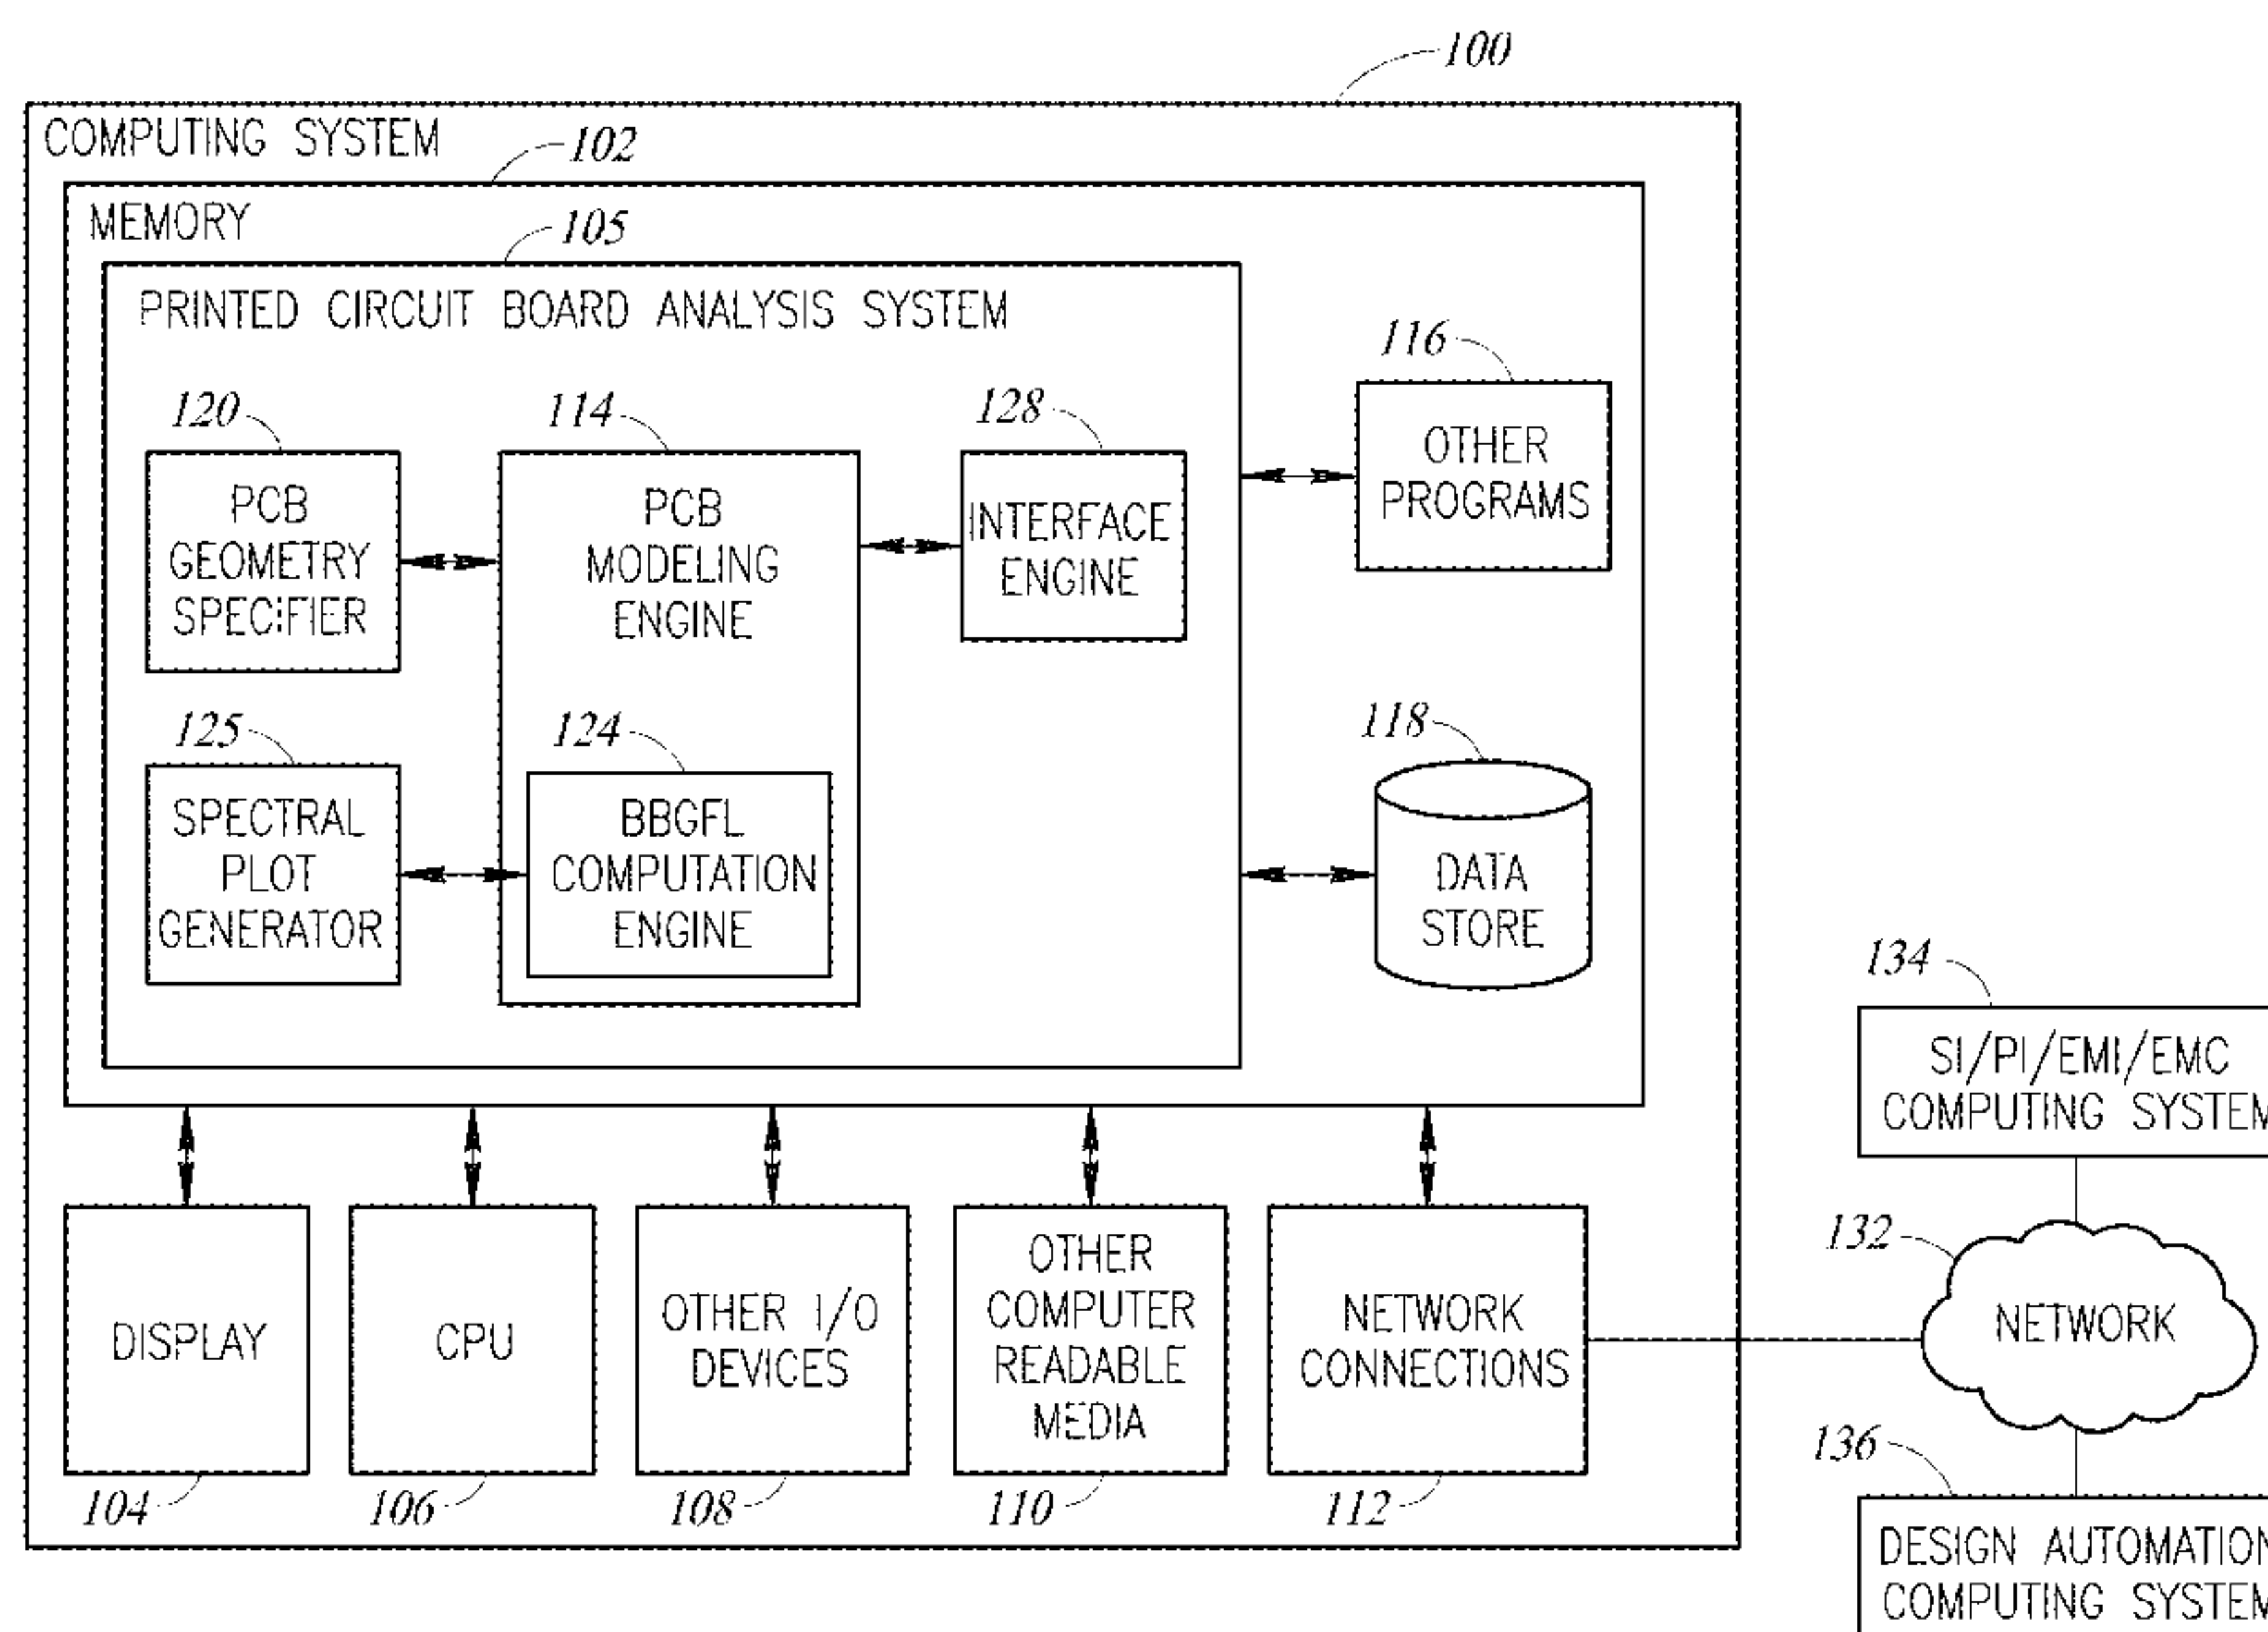 100
COMPUTING SYSTEM
102
MEMORY
105
PRINTED CIRCUIT BOARD ANALYSIS SYSTEM
120
PCB
GEOMETRY
SPECIFIER
114
PCB
MODELING
ENGINE
128
INTERFACE
ENGINE
116
OTHER
PROGRAMS
125
SPECTRAL
PLOT
GENERATOR
124
BBGFL
COMPUTATION
ENGINE
118
DATA
STORE
DISPLAY
104
CPU
106
OTHER I/O
DEVICES
108
OTHER
COMPUTER
READABLE
MEDIA
110
NETWORK
CONNECTIONS
112
134
SI/PI/EMI/EMC
COMPUTING SYSTEM
132
NETWORK
136
DESIGN AUTOMATION
COMPUTING SYSTEM